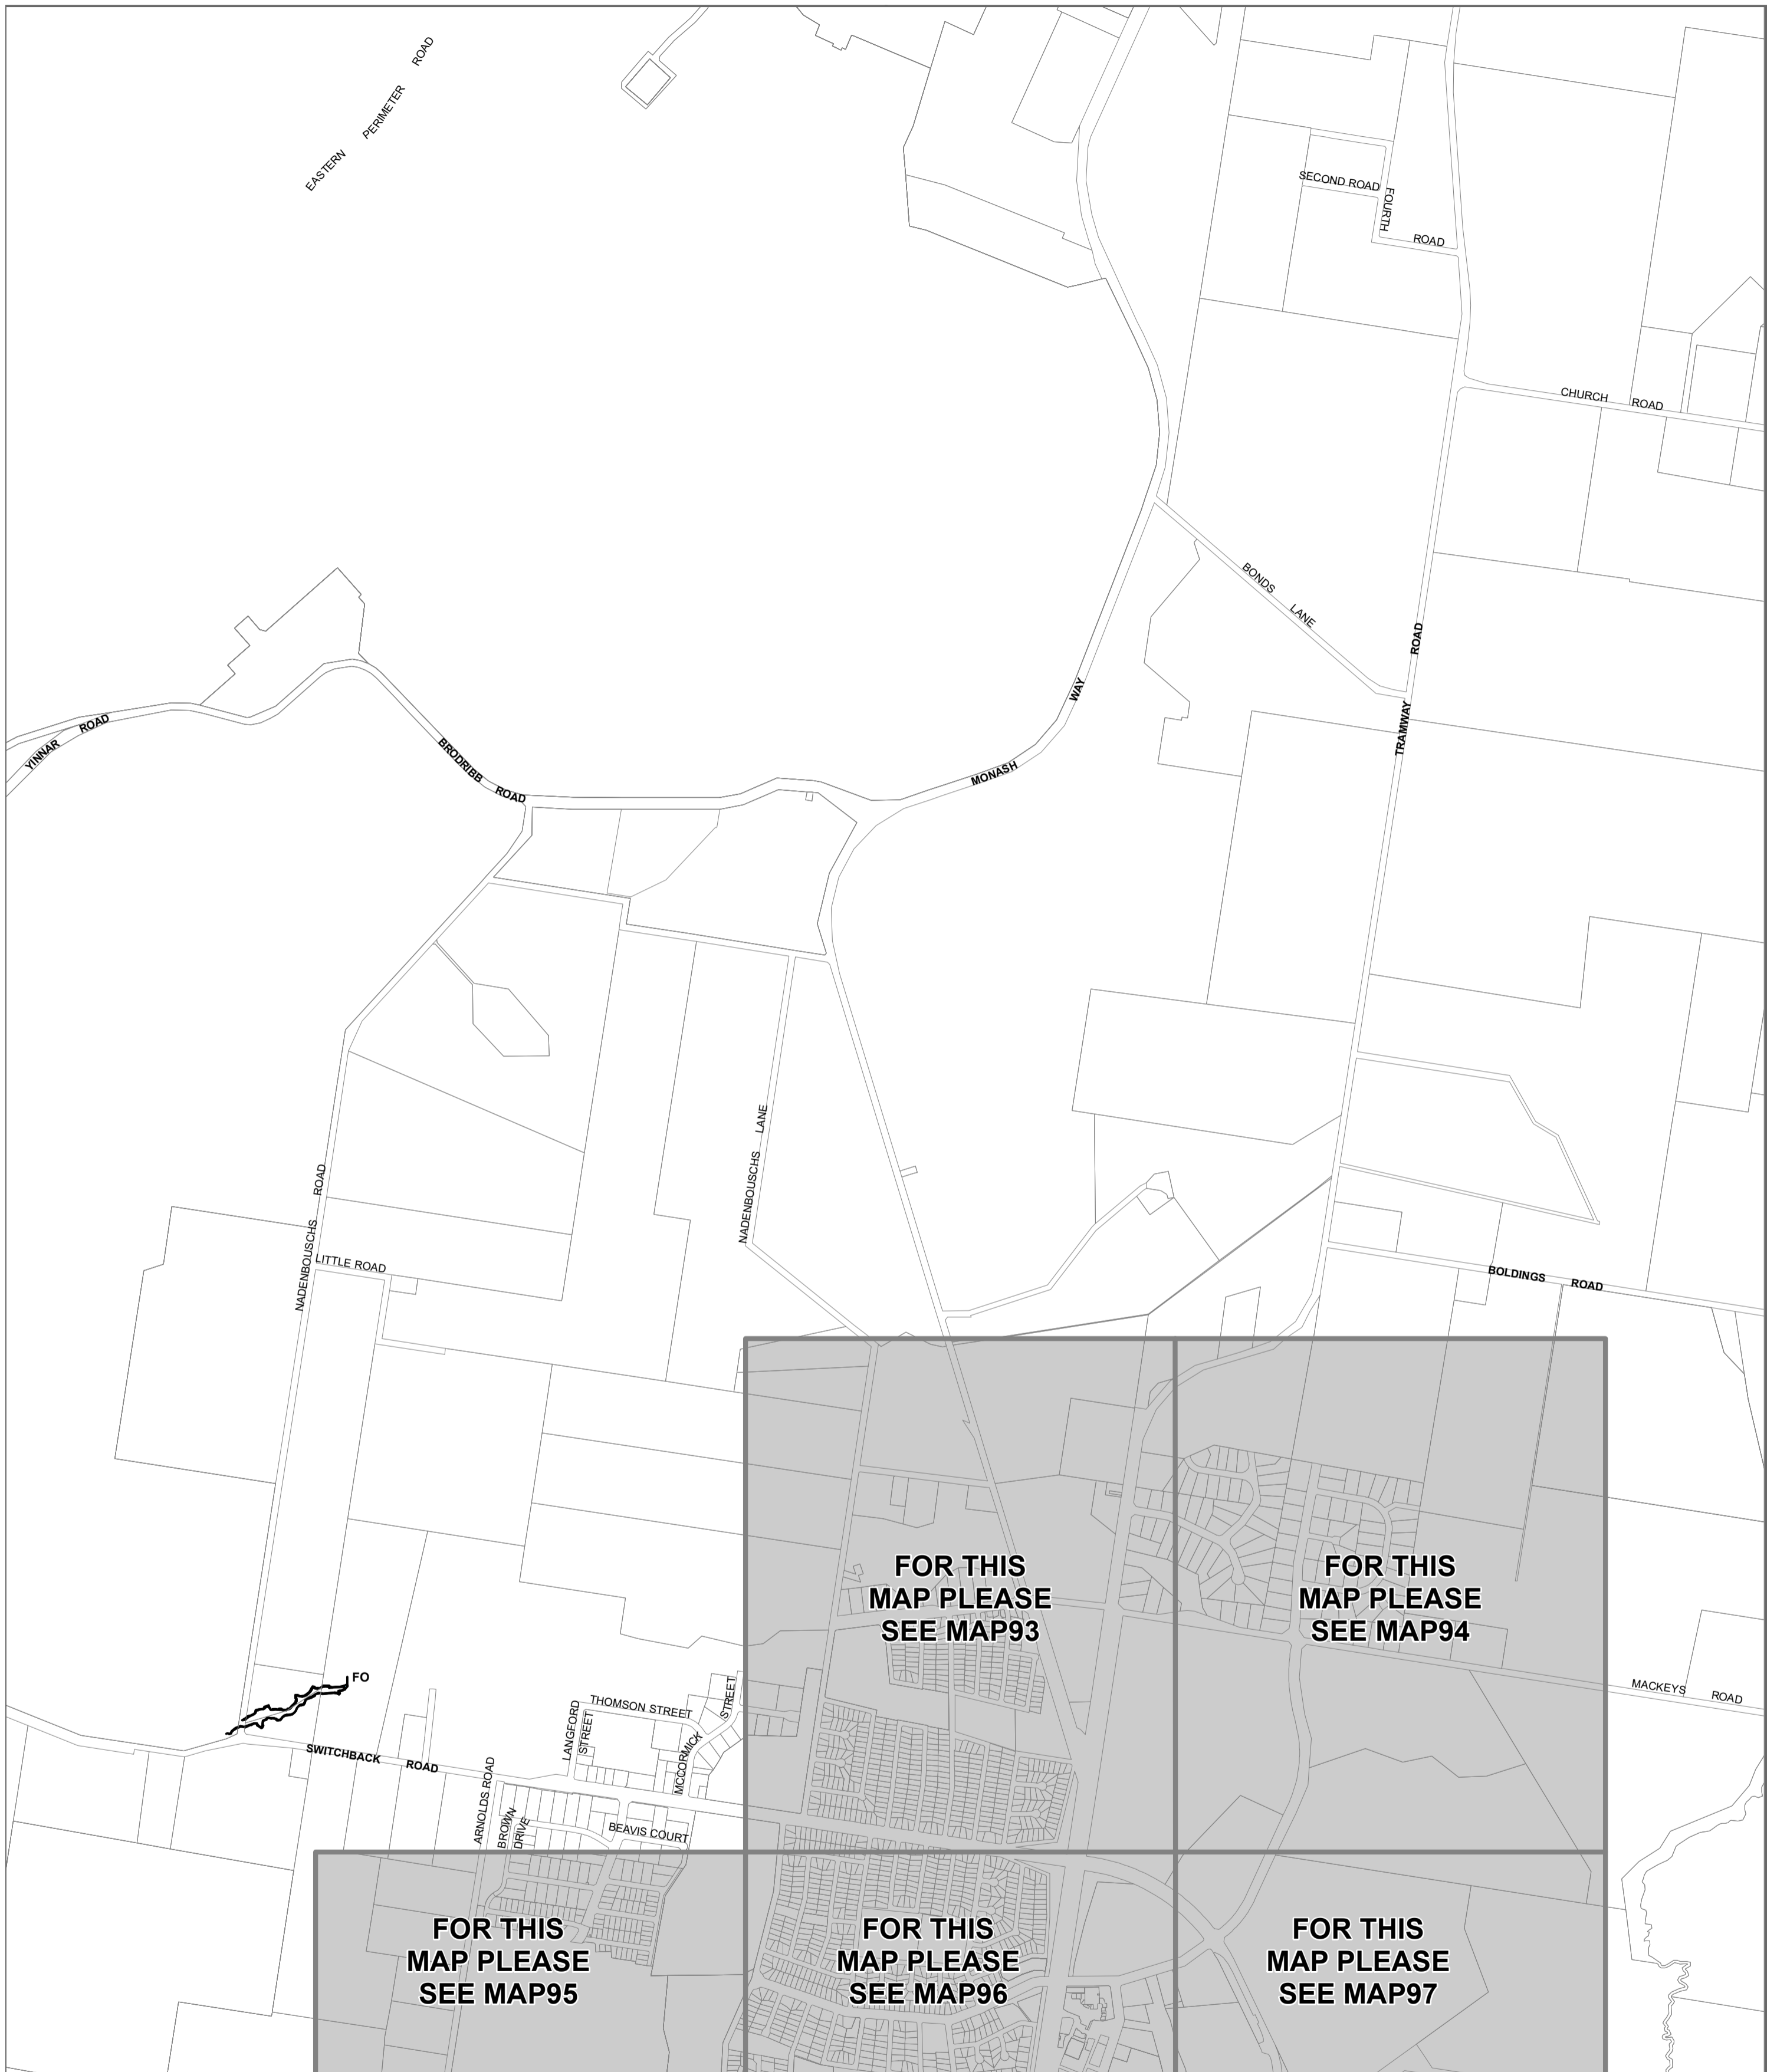 EASTERN PERIMETER ROAD
SECOND ROAD
FOURTH
ROAD
CHURCH ROAD
BONDS LANE
TRAMWAY ROAD
MONASH WAY
YINNAR ROAD
BRODRIBB ROAD
NADENBOUSCHS LANE
NADENBOUSCHS ROAD
LITTLE ROAD
BOLDINGS ROAD
FOR THIS
MAP PLEASE
SEE MAP93
FOR THIS
MAP PLEASE
SEE MAP94
MACKEYS ROAD
FO
THOMSON STREET
LANGFORD
STREET
MCCORMICK
STREET
SWITCHBACK ROAD
ARNOLDS ROAD
BROWN
DRIVE
BEAVIS COURT
FOR THIS
MAP PLEASE
SEE MAP95
FOR THIS
MAP PLEASE
SEE MAP96
FOR THIS
MAP PLEASE
SEE MAP97